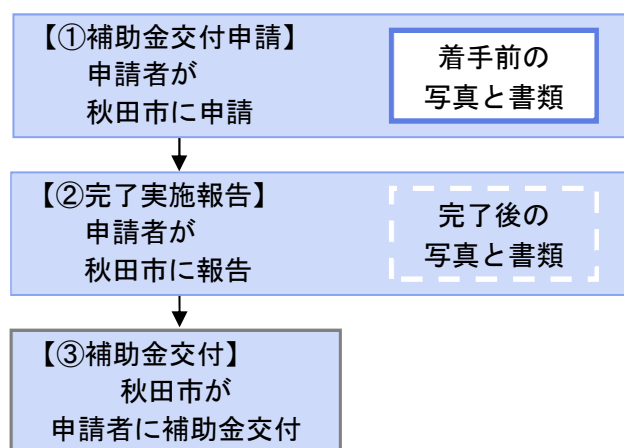 【①補助金交付申請】
申請者が
秋田市に申請
着手前の
写真と書類
【②完了実施報告】
申請者が
秋田市に報告
完了後の
写真と書類
【③補助金交付】
秋田市が
申請者に補助金交付